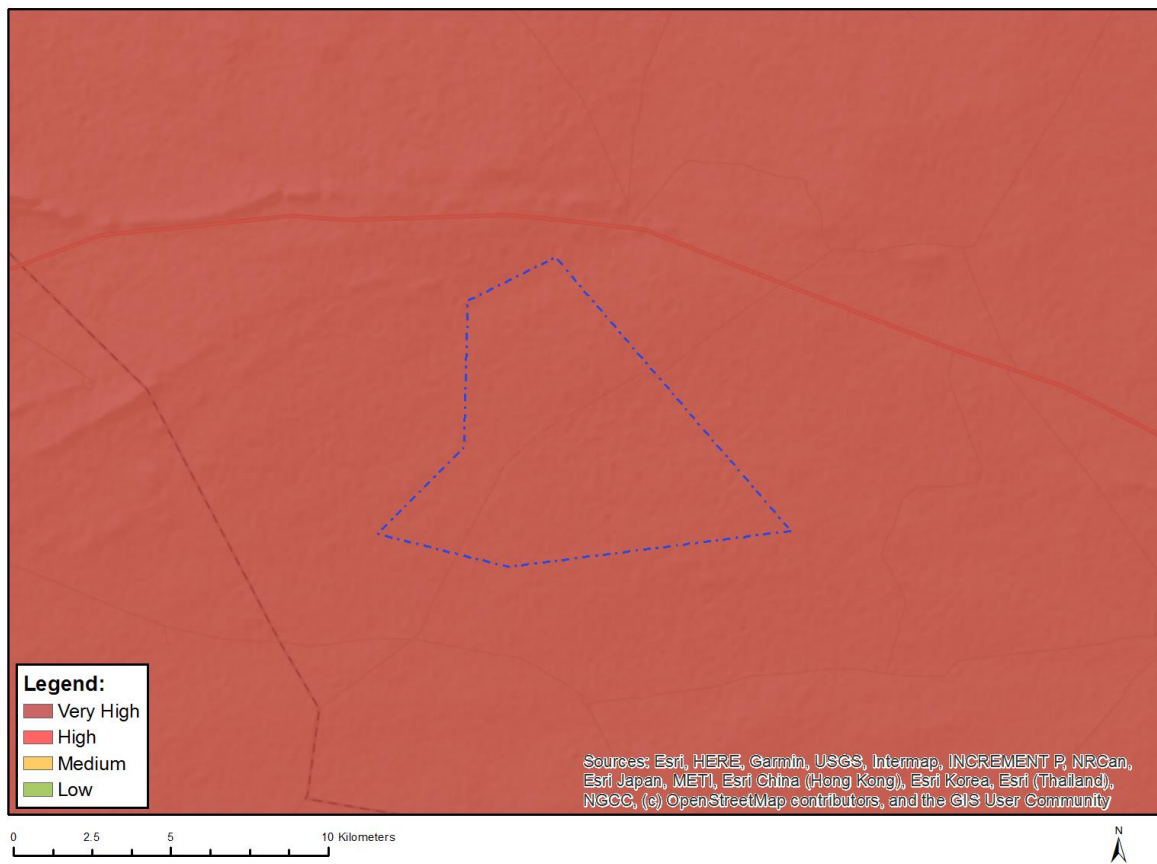 Legend:
Very High
High
Medium
Low
Sources: Esri, HERE, Garmin, USGS, Intermap, INCREMENT P, NRCan,
Esri Japan, METI, Esri China (Hong Kong), Esri Korea, Esri (Thailand),
NGCC, (c) OpenStreetMap contributors, and the GIS User Community
0 2.5 5 10 Kilometers
N